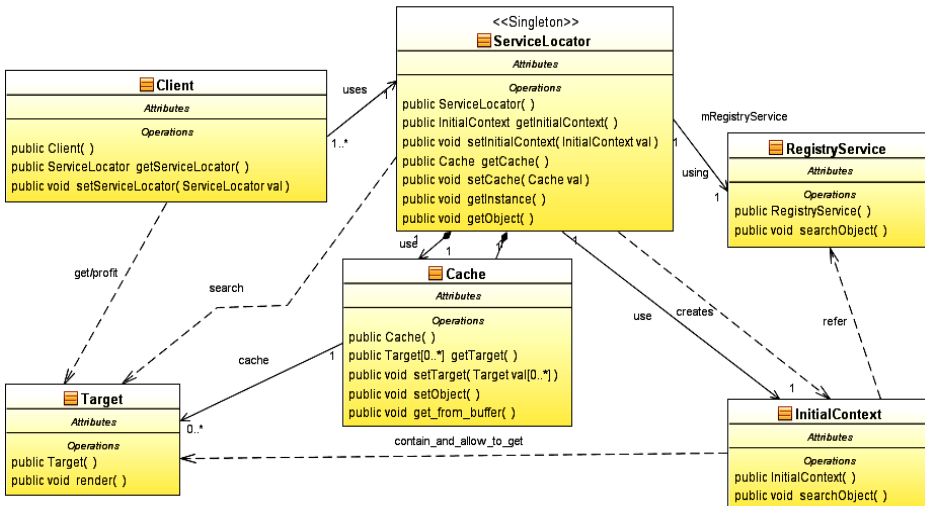 <<Singleton>>
ServiceLocator
Attributes
Operations
public ServiceLocator( )
public InitialContext getInitialContext( )
public void setInitialContext( InitialContext val )
public Cache getCache( )
public void setCache( Cache val )
public void getInstance( )
public void getObject( )
Client
Attributes
Operations
public Client( )
public ServiceLocator getServiceLocator( )
public void setServiceLocator( ServiceLocator val )
uses
1
1..*
mRegistryService
1
using
1
RegistryService
Attributes
Operations
public RegistryService( )
public void searchObject( )
use
1
1
1
1
Cache
Attributes
Operations
public Cache( )
public Target[0..*] getTarget( )
public void setTarget( Target val[0..*] )
public void setObject( )
public void get_from_buffer( )
get/profit
search
cache
1
0..*
use
creates
1
refer
Target
Attributes
Operations
public Target( )
public void render( )
contain_and_allow_to_get
InitialContext
Attributes
Operations
public InitialContext( )
public void searchObject( )